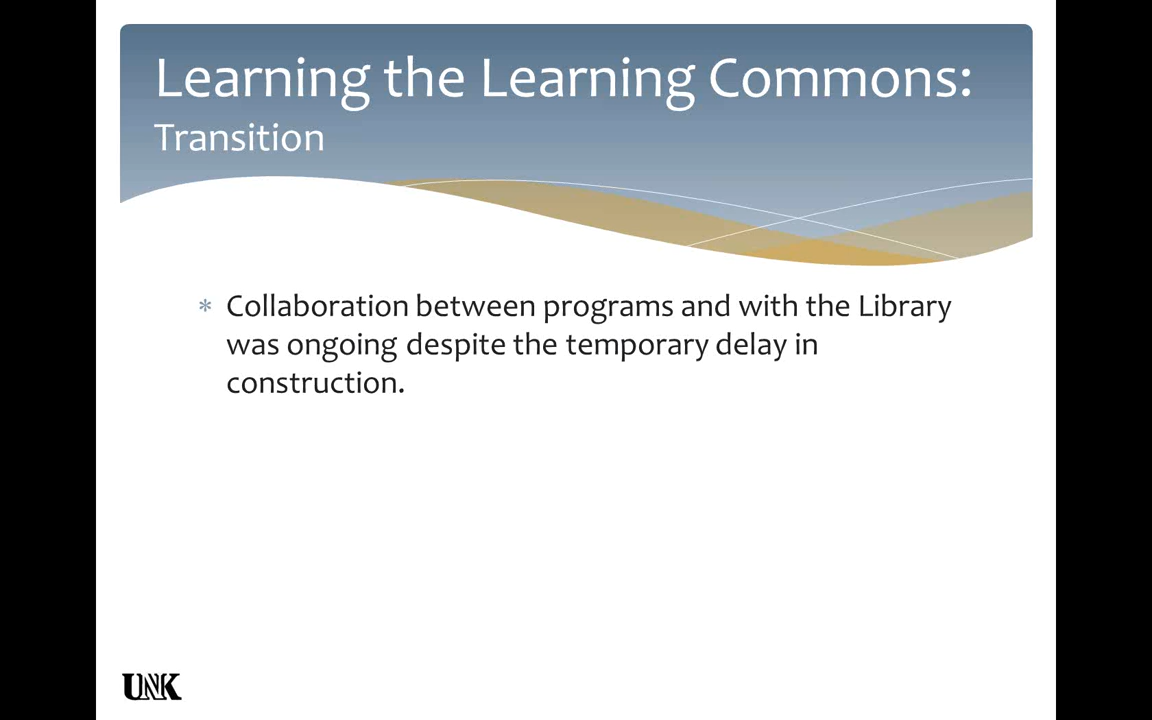 Learning the Learning Commons:
Transition
* Collaboration between programs and with the Library
was ongoing despite the temporary delay in
construction.
UNK